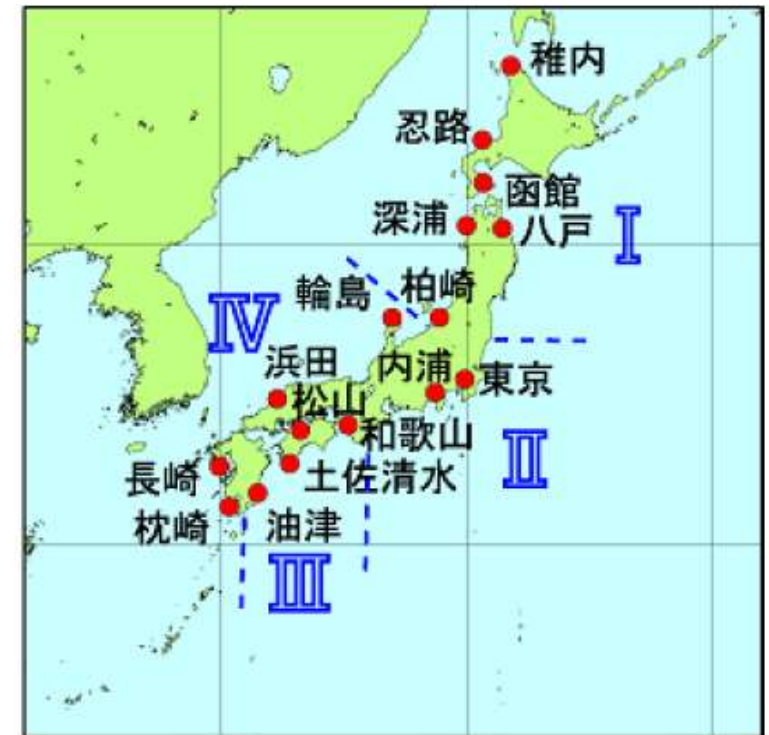 稚内
忍路
函館
深浦
八戸
Ⅰ
輪島
柏崎
Ⅳ
浜田
内浦
東京
松山
和歌山
Ⅱ
長崎
土佐清水
枕崎
油津
Ⅲ